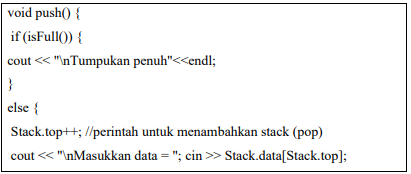 void push() {
if (isFull()) {
cout << "\nTumpukan penuh"<<endl;
}
else {
Stack.top++; //perintah untuk menambahkan stack (pop)
cout << "\nMasukkan data = "; cin >> Stack.data[Stack.top];